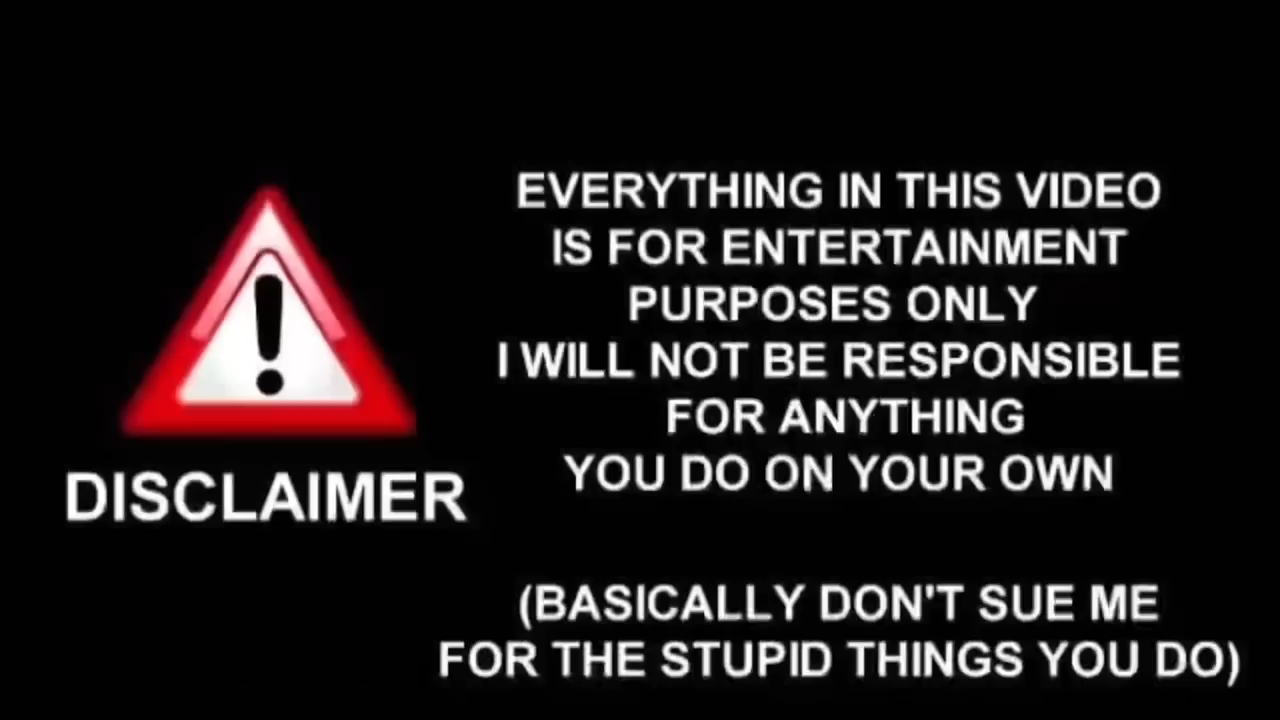 DISCLAIMER
EVERYTHING IN THIS VIDEO
IS FOR ENTERTAINMENT
PURPOSES ONLY
I WILL NOT BE RESPONSIBLE
FOR ANYTHING
YOU DO ON YOUR OWN
(BASICALLY DON'T SUE ME
FOR THE STUPID THINGS YOU DO)